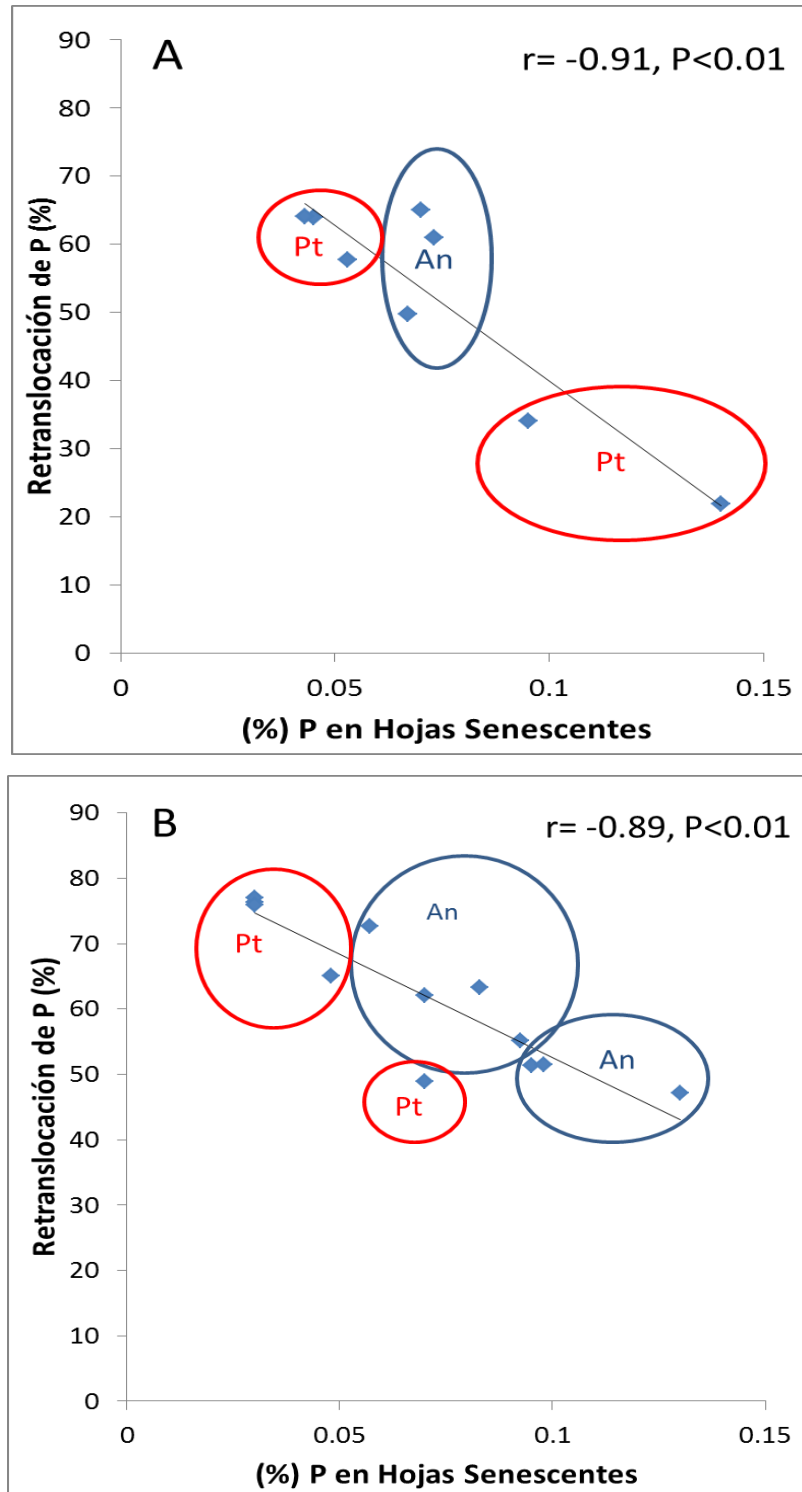 A
r= -0.91, P<0.01
90
80
70
60
50
40
30
20
10
0
Retranslocación de P (%)
Pt
An
Pt
0
0.05
0.1
0.15
(%) P en Hojas Senescentes
B
r= -0.89, P<0.01
90
80
70
60
50
40
30
20
10
0
Retranslocación de P (%)
Pt
An
An
Pt
0
0.05
0.1
0.15
(%) P en Hojas Senescentes